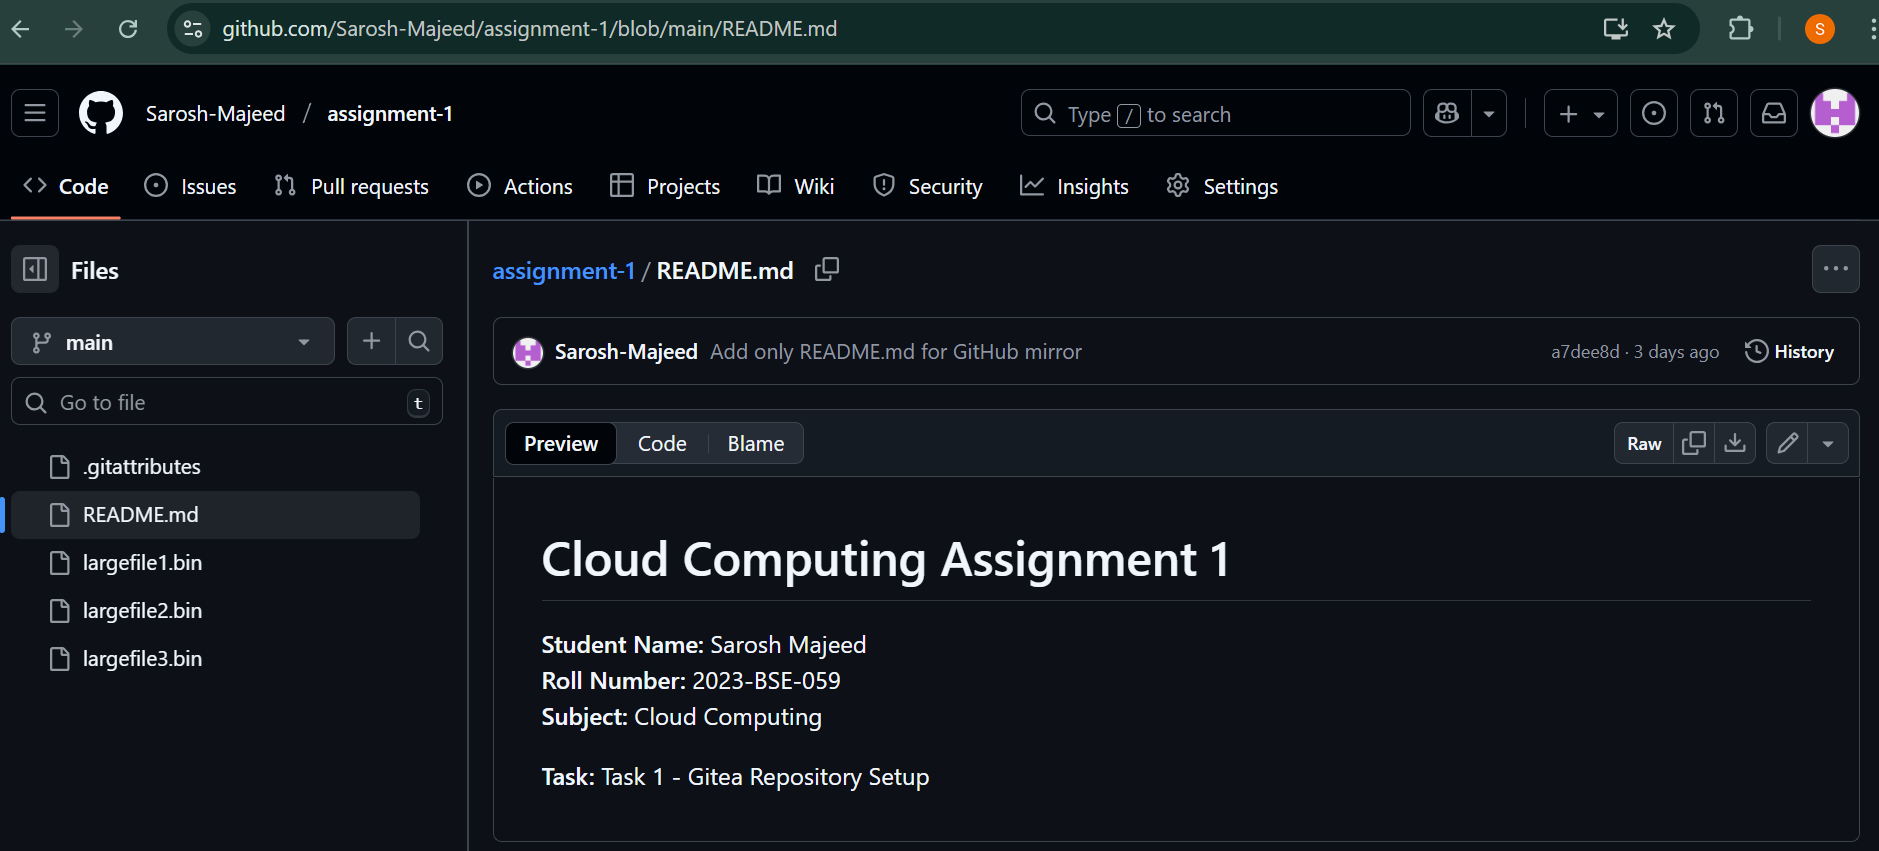 github.com/Sarosh-Majeed/assignment-1/blob/main/README.md
S
Sarosh-Majeed / assignment-1
Type / to search
Code
Issues
Pull requests
Actions
Projects
Wiki
Security
Insights
Settings
Files
main
Go to file
t
.gitattributes
README.md
largefile1.bin
largefile2.bin
largefile3.bin
assignment-1 / README.md
Sarosh-Majeed Add only README.md for GitHub mirror
a7dee8d · 3 days ago
History
Preview
Code
Blame
Raw
Cloud Computing Assignment 1
Student Name: Sarosh Majeed
Roll Number: 2023-BSE-059
Subject: Cloud Computing
Task: Task 1 - Gitea Repository Setup